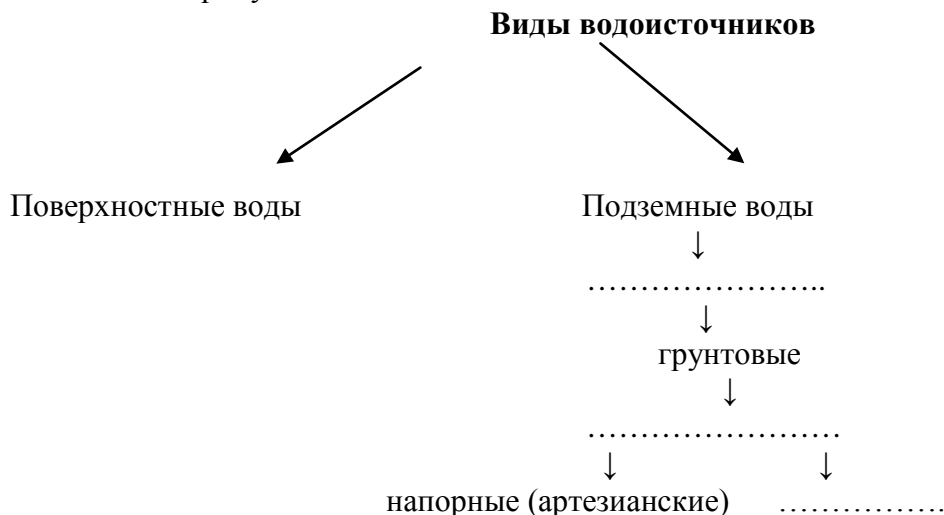 Виды водоисточников
Поверхностные воды Подземные воды
↓
…………………..
↓
грунтовые
↓
……………………
↓ ↓
напорные (артезианские) …………….